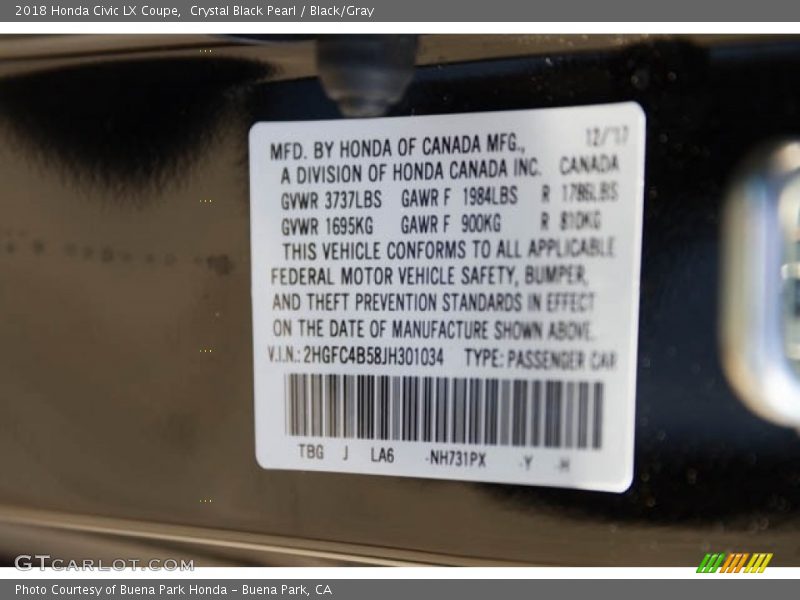 2018 Honda Civic LX Coupe,  Crystal Black Pearl / Black/Gray
12/17
MFD. BY HONDA OF CANADA MFG.,
A DIVISION OF HONDA CANADA INC. CANADA
GVWR 3737LBS GAWR F 1984LBS R 1786LBS
GVWR 1695KG GAWR F 900KG R 810KG
THIS VEHICLE CONFORMS TO ALL APPLICABLE
FEDERAL MOTOR VEHICLE SAFETY, BUMPER,
AND THEFT PREVENTION STANDARDS IN EFFECT
ON THE DATE OF MANUFACTURE SHOWN ABOVE.
V.I.N.: 2HGFC4B58JH301034 TYPE: PASSENGER CAR
TBG J LA6 -NH731PX -Y -H
GTCARLOT.COM
Photo Courtesy of Buena Park Honda - Buena Park, CA